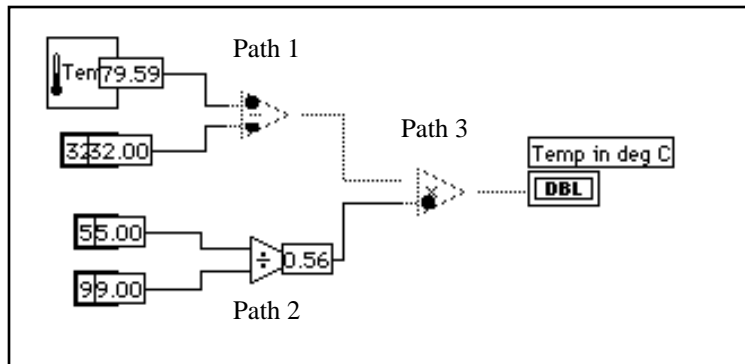 Path 1
Tem 79.59
32 32.00
Path 3
Temp in deg C
DBL
5 5.00
÷ 0.56
9 9.00
Path 2